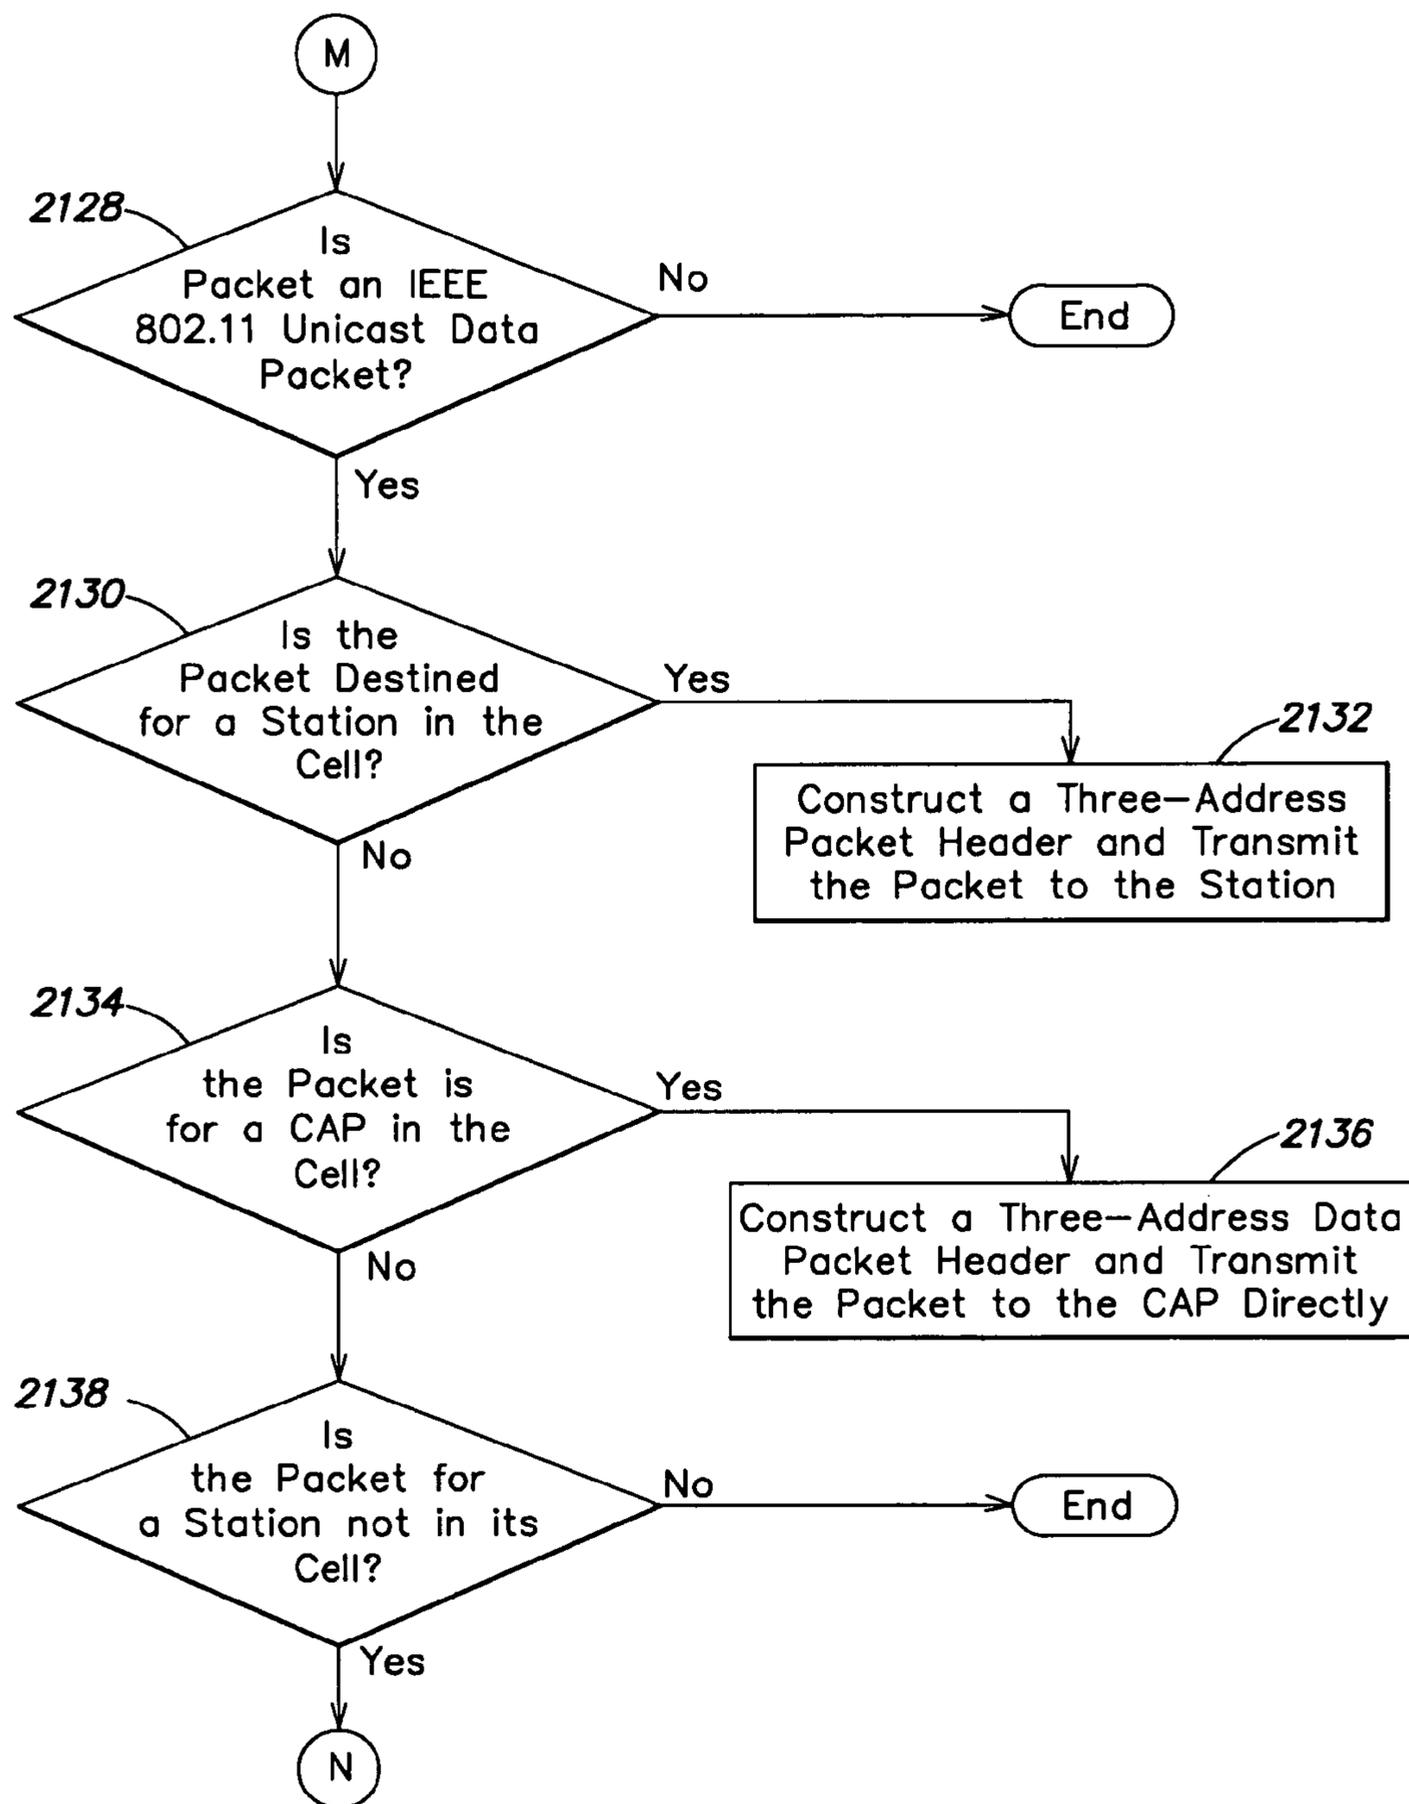 M
2128
Is
Packet an IEEE
802.11 Unicast Data
Packet?
No
End
Yes
2130
Is the
Packet Destined
for a Station in the
Cell?
Yes
2132
Construct a Three-Address
Packet Header and Transmit
the Packet to the Station
No
2134
Is
the Packet is
for a CAP in the
Cell?
Yes
2136
Construct a Three-Address Data
Packet Header and Transmit
the Packet to the CAP Directly
No
2138
Is
the Packet for
a Station not in its
Cell?
No
End
Yes
N